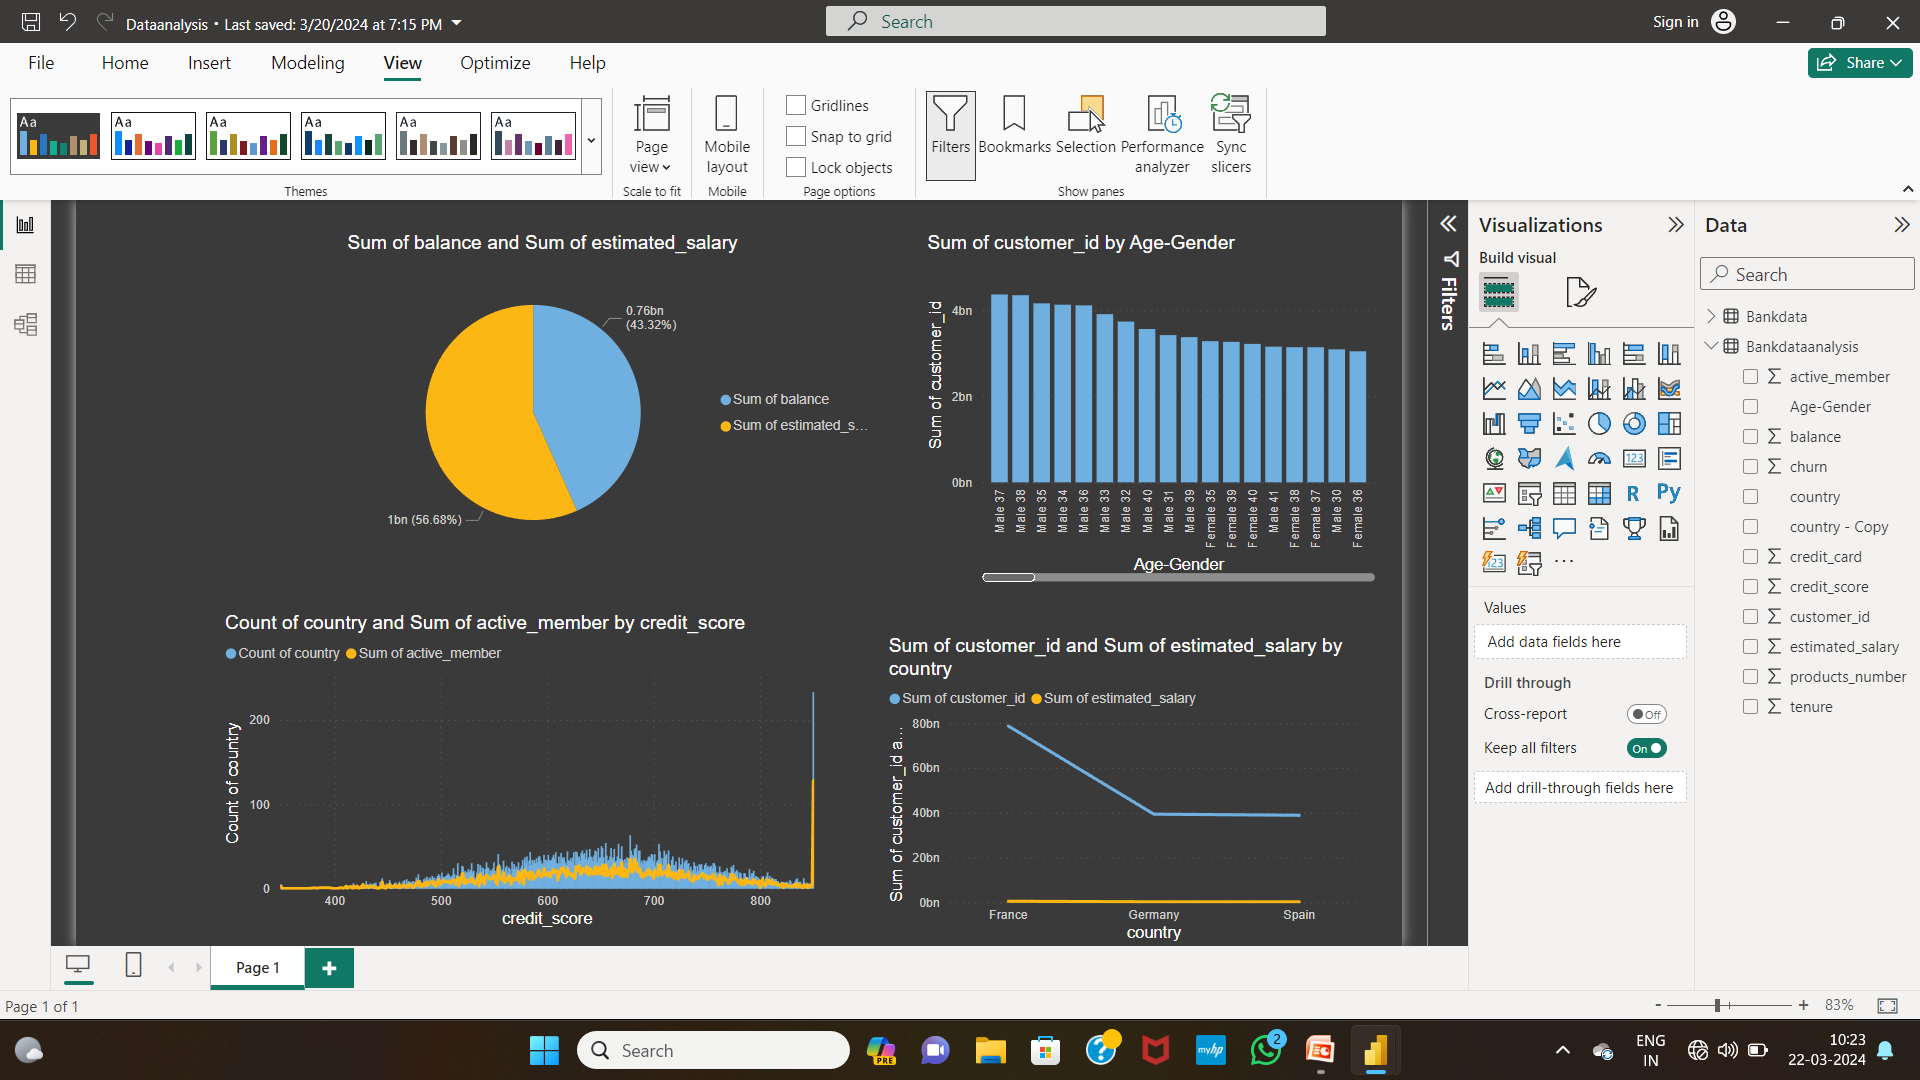 Dataanalysis • Last saved: 3/20/2024 at 7:15 PM
Search
Sign in
File Home Insert Modeling View Optimize Help
Share
Aa Aa Aa Aa Aa Aa
Themes
Page view
Scale to fit
Mobile layout
Mobile
Gridlines
Snap to grid
Lock objects
Page options
Filters
Bookmarks
Selection
Performance analyzer
Sync slicers
Show panes
Sum of balance and Sum of estimated_salary
0.76bn
(43.32%)
1bn (56.68%)
Sum of balance
Sum of estimated_s...
Sum of customer_id by Age-Gender
Sum of customer_id
4bn
2bn
0bn
Male 37
Male 38
Male 35
Male 34
Male 36
Male 33
Male 32
Male 40
Male 31
Male 39
Female 35
Female 39
Female 40
Male 41
Female 38
Female 37
Male 30
Female 36
Age-Gender
Count of country and Sum of active_member by credit_score
Count of country Sum of active_member
Count of country
200
100
0
400 500 600 700 800
credit_score
Sum of customer_id and Sum of estimated_salary by
country
Sum of customer_id Sum of estimated_salary
Sum of customer_id a...
80bn
60bn
40bn
20bn
0bn
France Germany Spain
country
Filters
Visualizations
Build visual
123
R
Py
123
...
Values
Add data fields here
Drill through
Cross-report
Off
Keep all filters
On
Add drill-through fields here
Data
Search
Bankdata
Bankdataanalysis
active_member
Age-Gender
balance
churn
country
country - Copy
credit_card
credit_score
customer_id
estimated_salary
products_number
tenure
Page 1
+
Page 1 of 1
- + 83%
Search
PRE
myhp
2
ENG
IN
10:23
22-03-2024